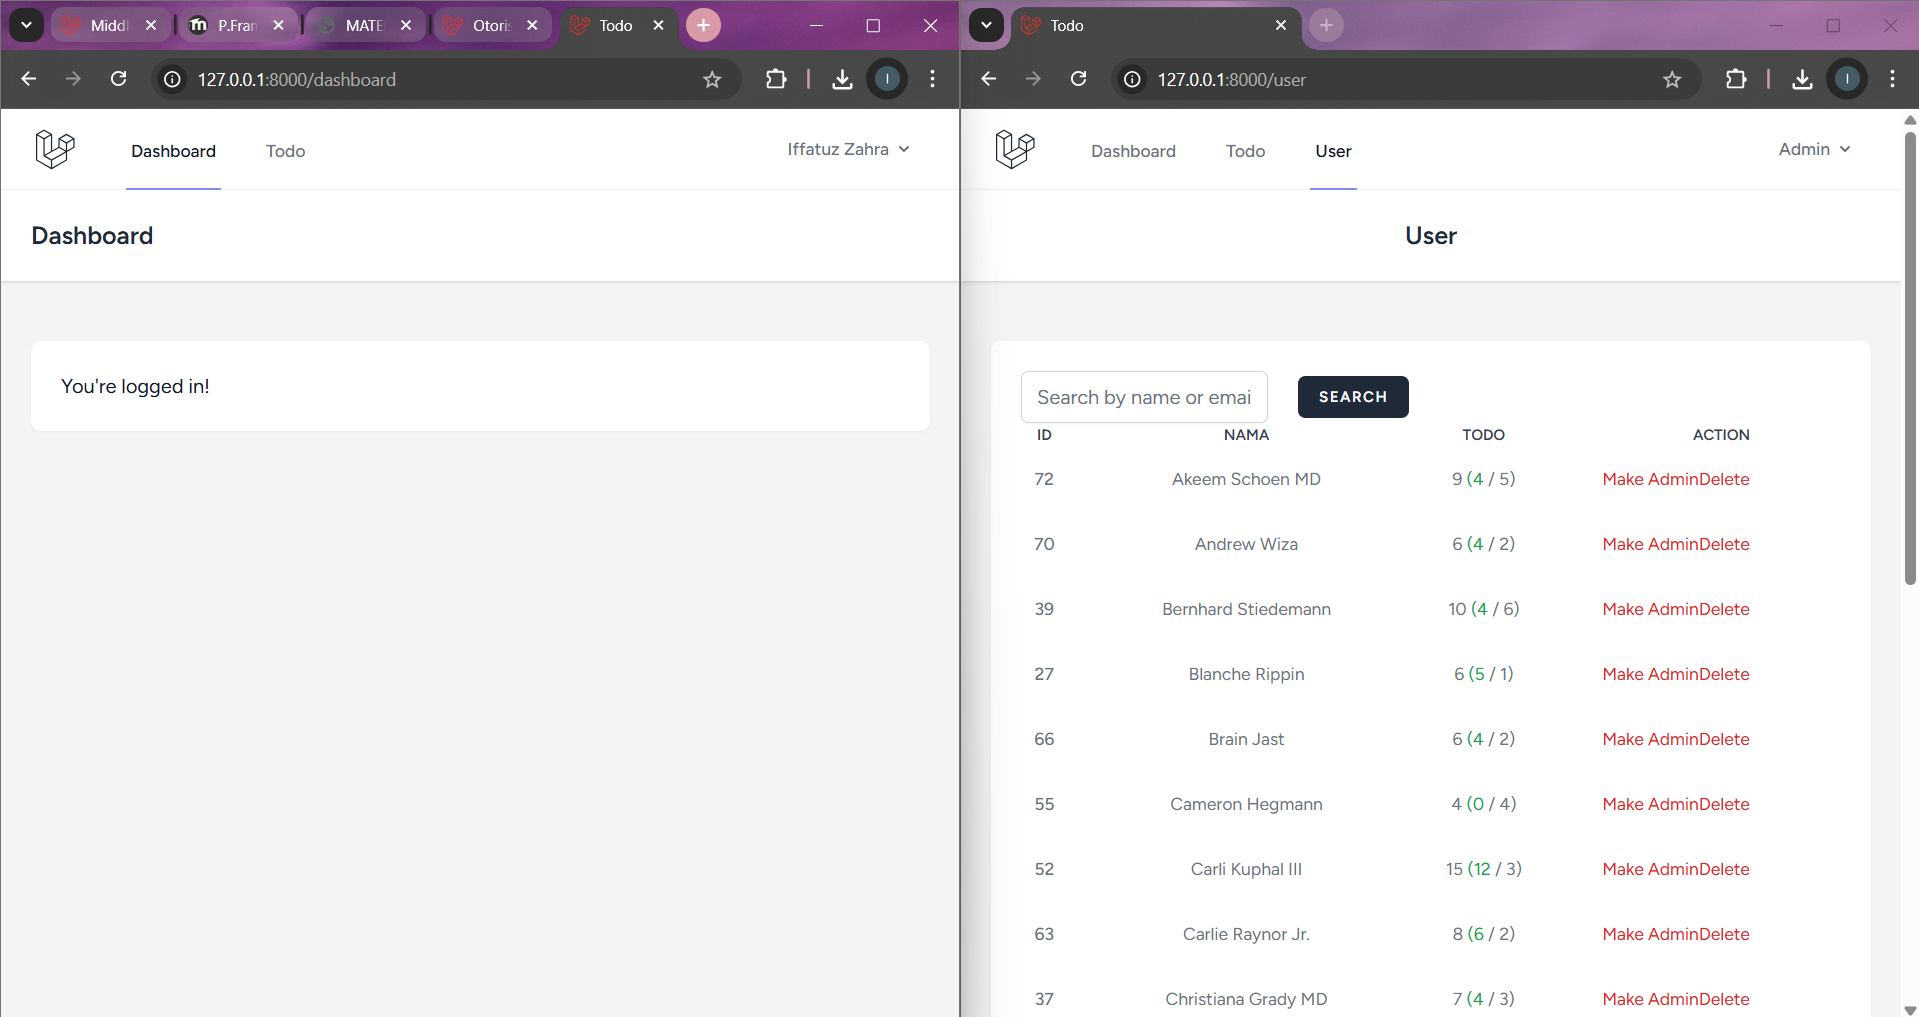 Middl
P.Fran
MATE
Otoris
Todo
127.0.0.1:8000/dashboard
I
Dashboard
Todo
Iffatuz Zahra
Dashboard
You're logged in!
Todo
127.0.0.1:8000/user
I
Dashboard
Todo
User
Admin
User
Search by name or emai
SEARCH
ID NAMA TODO ACTION
72 Akeem Schoen MD 9 (4 / 5) Make AdminDelete
70 Andrew Wiza 6 (4 / 2) Make AdminDelete
39 Bernhard Stiedemann 10 (4 / 6) Make AdminDelete
27 Blanche Rippin 6 (5 / 1) Make AdminDelete
66 Brain Jast 6 (4 / 2) Make AdminDelete
55 Cameron Hegmann 4 (0 / 4) Make AdminDelete
52 Carli Kuphal III 15 (12 / 3) Make AdminDelete
63 Carlie Raynor Jr. 8 (6 / 2) Make AdminDelete
37 Christiana Grady MD 7 (4 / 3) Make AdminDelete